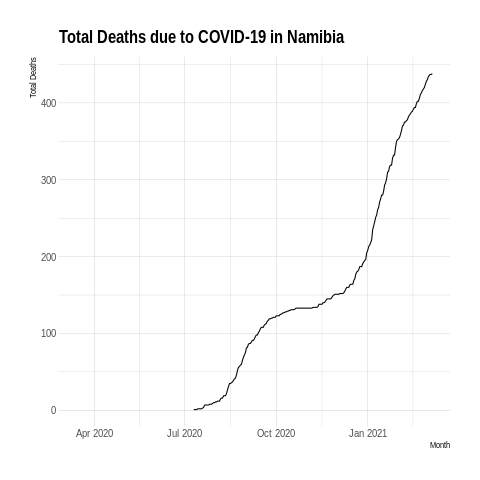 Total Deaths due to COVID-19 in Namibia
Total Deaths
400
300
200
100
0
Apr 2020 Jul 2020 Oct 2020 Jan 2021
Month